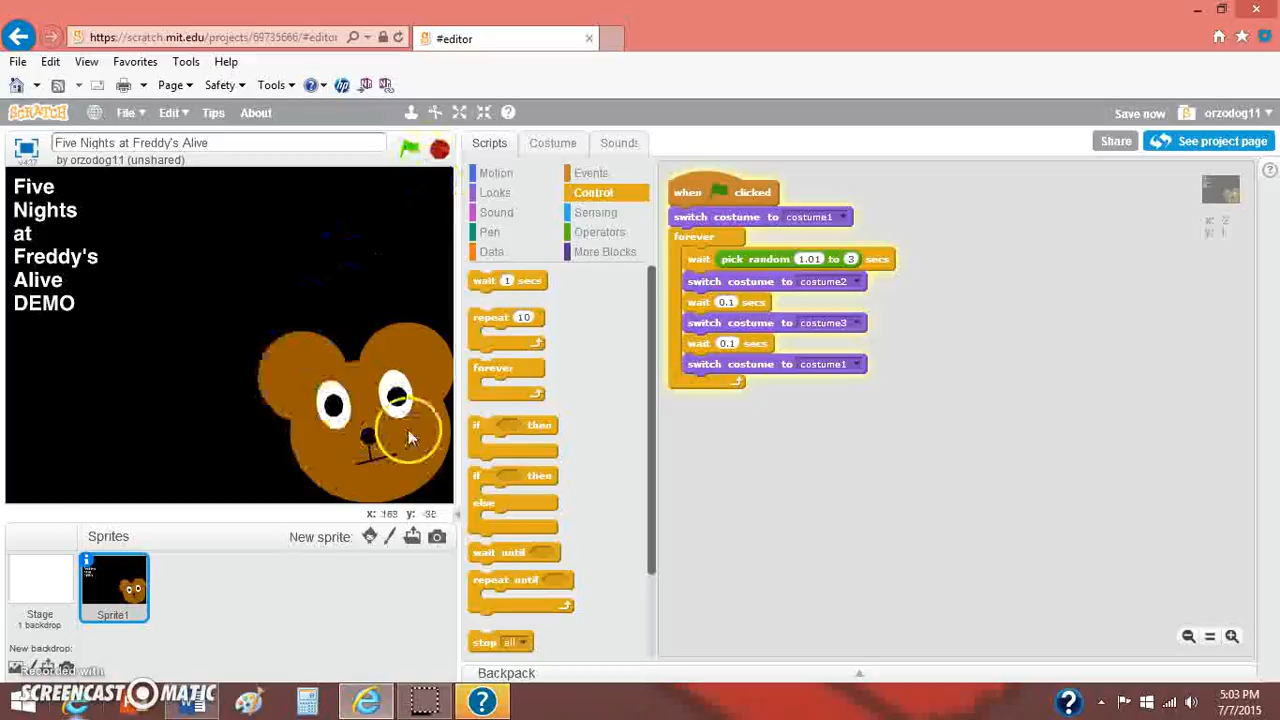 https://scratch.mit.edu/projects/69735666/#editor
#editor
File Edit View Favorites Tools Help
Page Safety Tools
SCRATCH File Edit Tips About Save now orzodog11
Five Nights at Freddy's Alive
by orzodog11 (unshared)
v437
Scripts Costume Sounds
Share See project page
Five
Nights
at
Freddy's
Alive
DEMO
Motion Events
Looks Control
Sound Sensing
Pen Operators
Data More Blocks
wait 1 secs
repeat 10
forever
if then
if then
else
wait until
repeat until
stop all
when clicked
switch costume to costume1
forever
wait pick random 1.01 to 3 secs
switch costume to costume2
wait 0.1 secs
switch costume to costume3
wait 0.1 secs
switch costume to costume1
Sprites New sprite:
Stage
1 backdrop
Sprite1
New backdrop:
Backpack
Recorded with
SCREENCAST MATIC
5:03 PM
7/7/2015